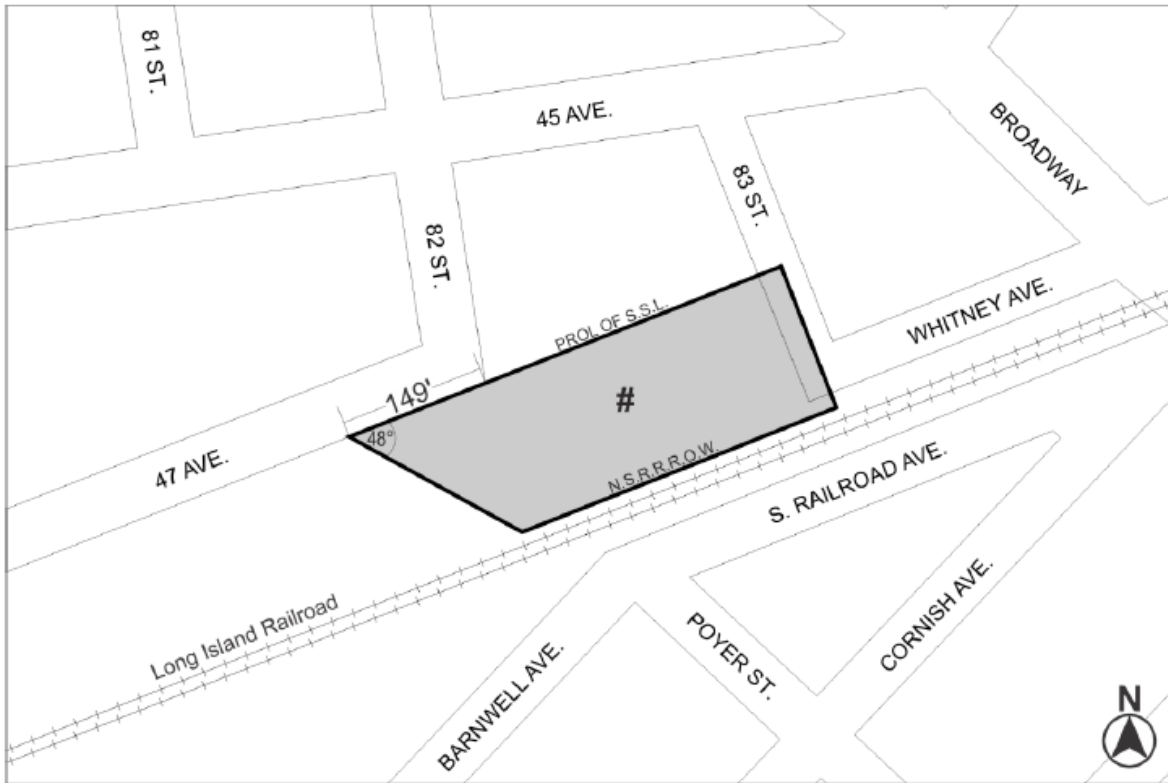 81 ST.
45 AVE.
BROADWAY
83 ST.
82 ST.
PROL OF S.S.L.
WHITNEY AVE.
149'
#
48°
47 AVE.
N.S.R.R.R.O.W.
S. RAILROAD AVE.
Long Island Railroad
POYER ST.
CORNISH AVE.
BARNWELL AVE.
N